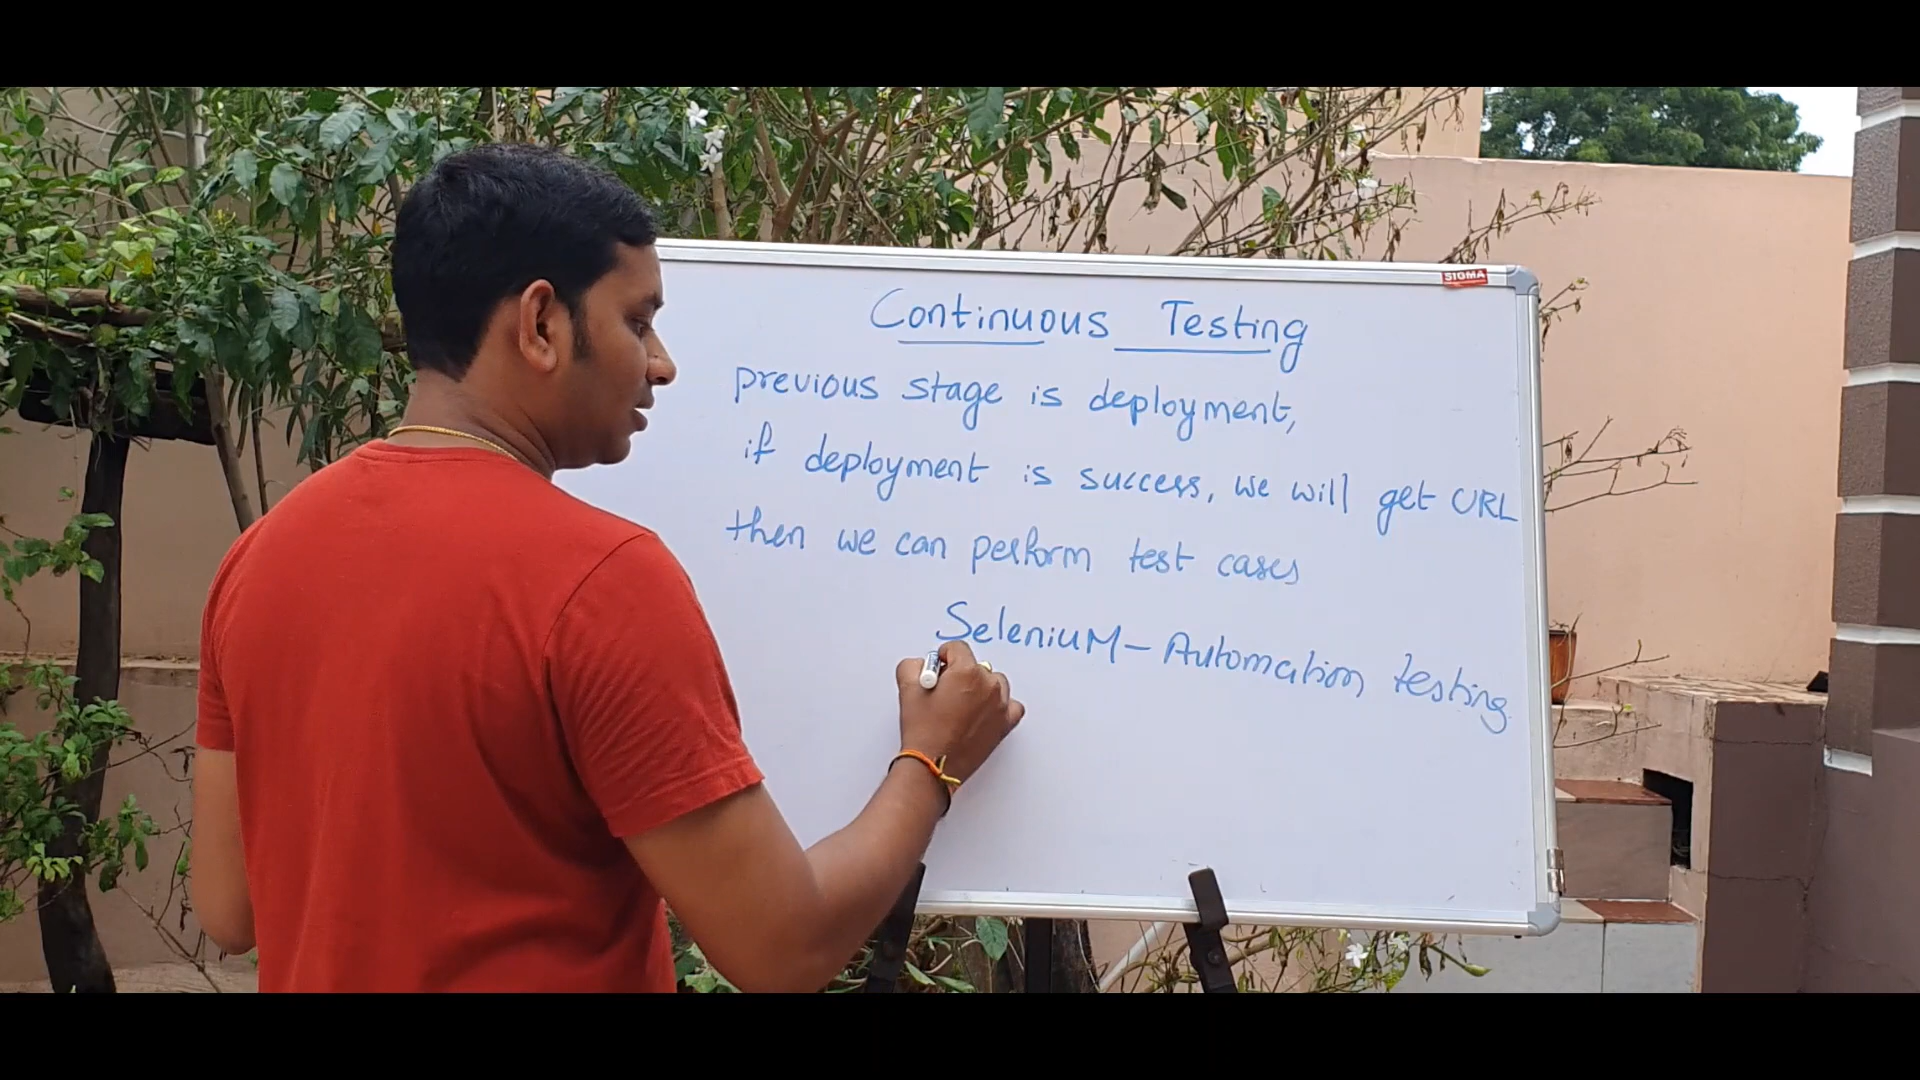 SIGMA
Continuous Testing
previous stage is deployment,
if deployment is success, we will get URL
then we can perform test cases
SeleniuM - Automation testing